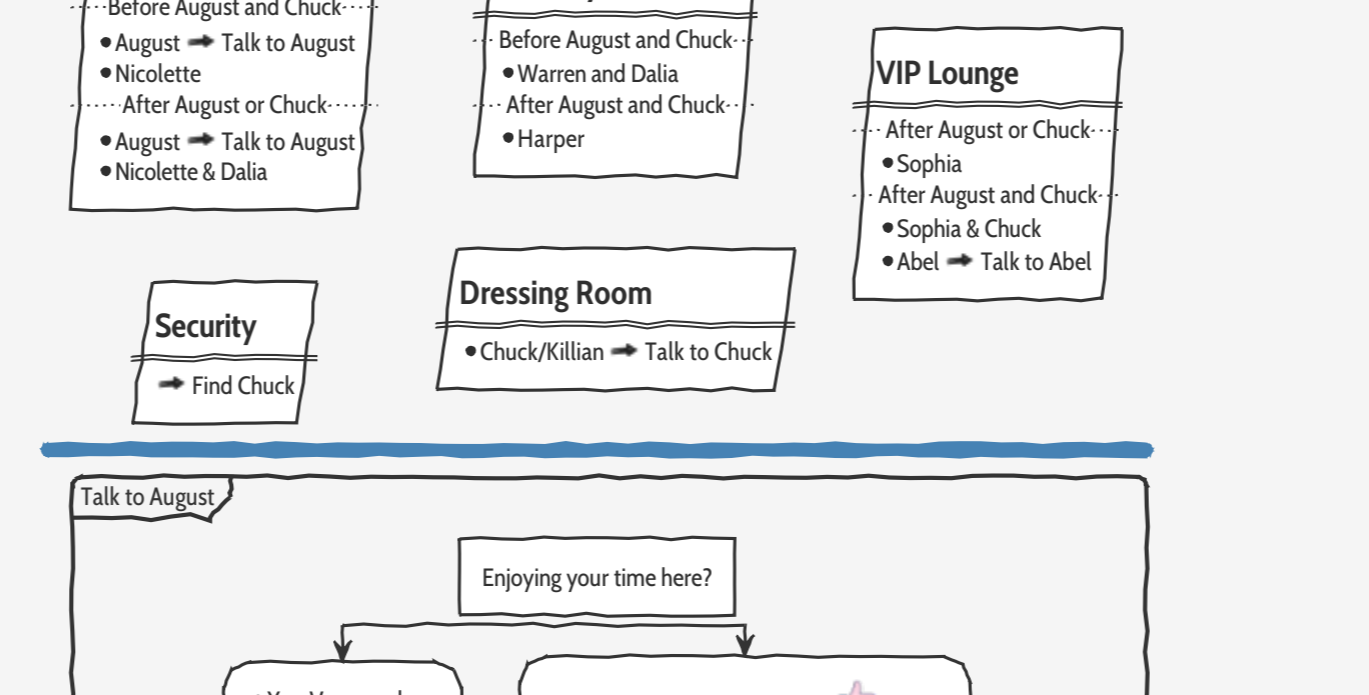 Before August and Chuck
August Talk to August
Nicolette
After August or Chuck
August Talk to August
Nicolette & Dalia
Before August and Chuck
Warren and Dalia
After August and Chuck
Harper
VIP Lounge
After August or Chuck
Sophia
After August and Chuck
Sophia & Chuck
Abel Talk to Abel
Security
Find Chuck
Dressing Room
Chuck/Killian Talk to Chuck
Talk to August
Enjoying your time here?